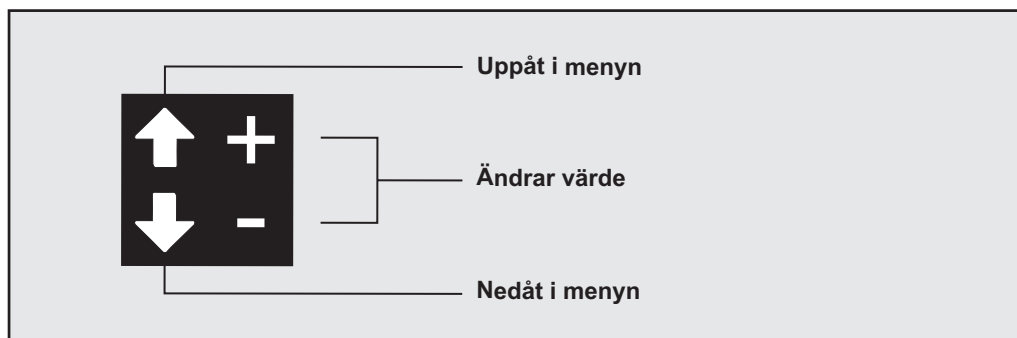 Uppåt i menyn
+
Ändrar värde
-
Nedåt i menyn